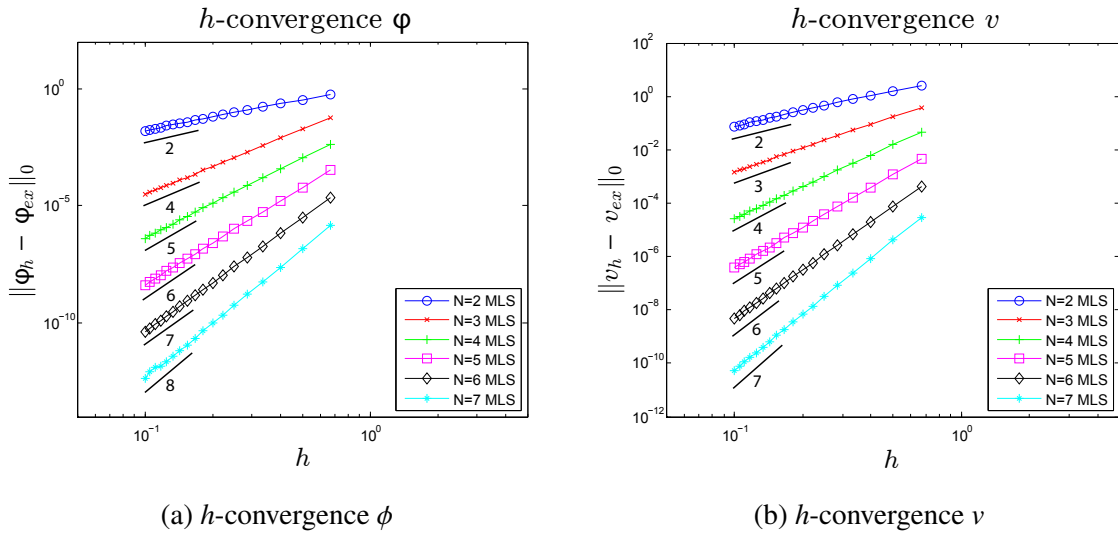 h-convergence φ
‖φ_h − φ_ex‖_0
10^0
10^−5
10^−10
2
4
5
6
7
8
N=2 MLS
N=3 MLS
N=4 MLS
N=5 MLS
N=6 MLS
N=7 MLS
10^−1
10^0
h
(a) h-convergence ϕ
h-convergence v
‖v_h − v_ex‖_0
10^2
10^0
10^−2
10^−4
10^−6
10^−8
10^−10
10^−12
2
3
4
5
6
7
N=2 MLS
N=3 MLS
N=4 MLS
N=5 MLS
N=6 MLS
N=7 MLS
10^−1
10^0
h
(b) h-convergence v